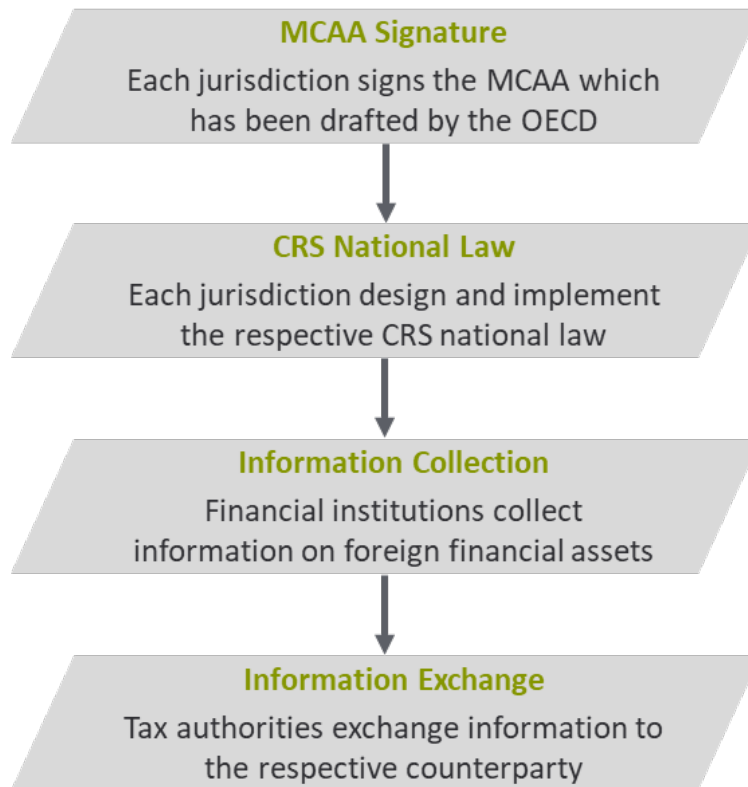 MCAA Signature
Each jurisdiction signs the MCAA which
has been drafted by the OECD
CRS National Law
Each jurisdiction design and implement
the respective CRS national law
Information Collection
Financial institutions collect
information on foreign financial assets
Information Exchange
Tax authorities exchange information to
the respective counterparty